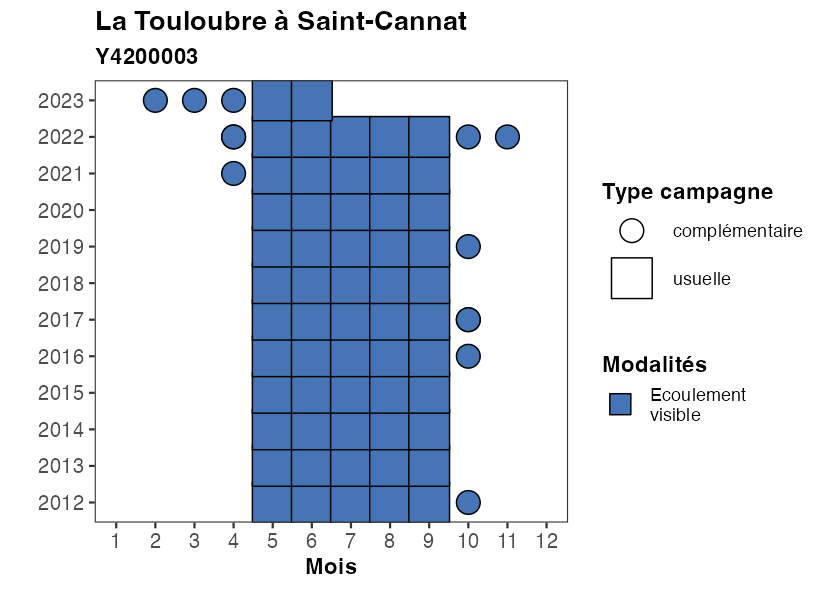 La Touloubre à Saint-Cannat
Y4200003
2023
2022
2021
2020
2019
2018
2017
2016
2015
2014
2013
2012
1 2 3 4 5 6 7 8 9 10 11 12
Mois
Type campagne
complémentaire
usuelle
Modalités
Ecoulement
visible